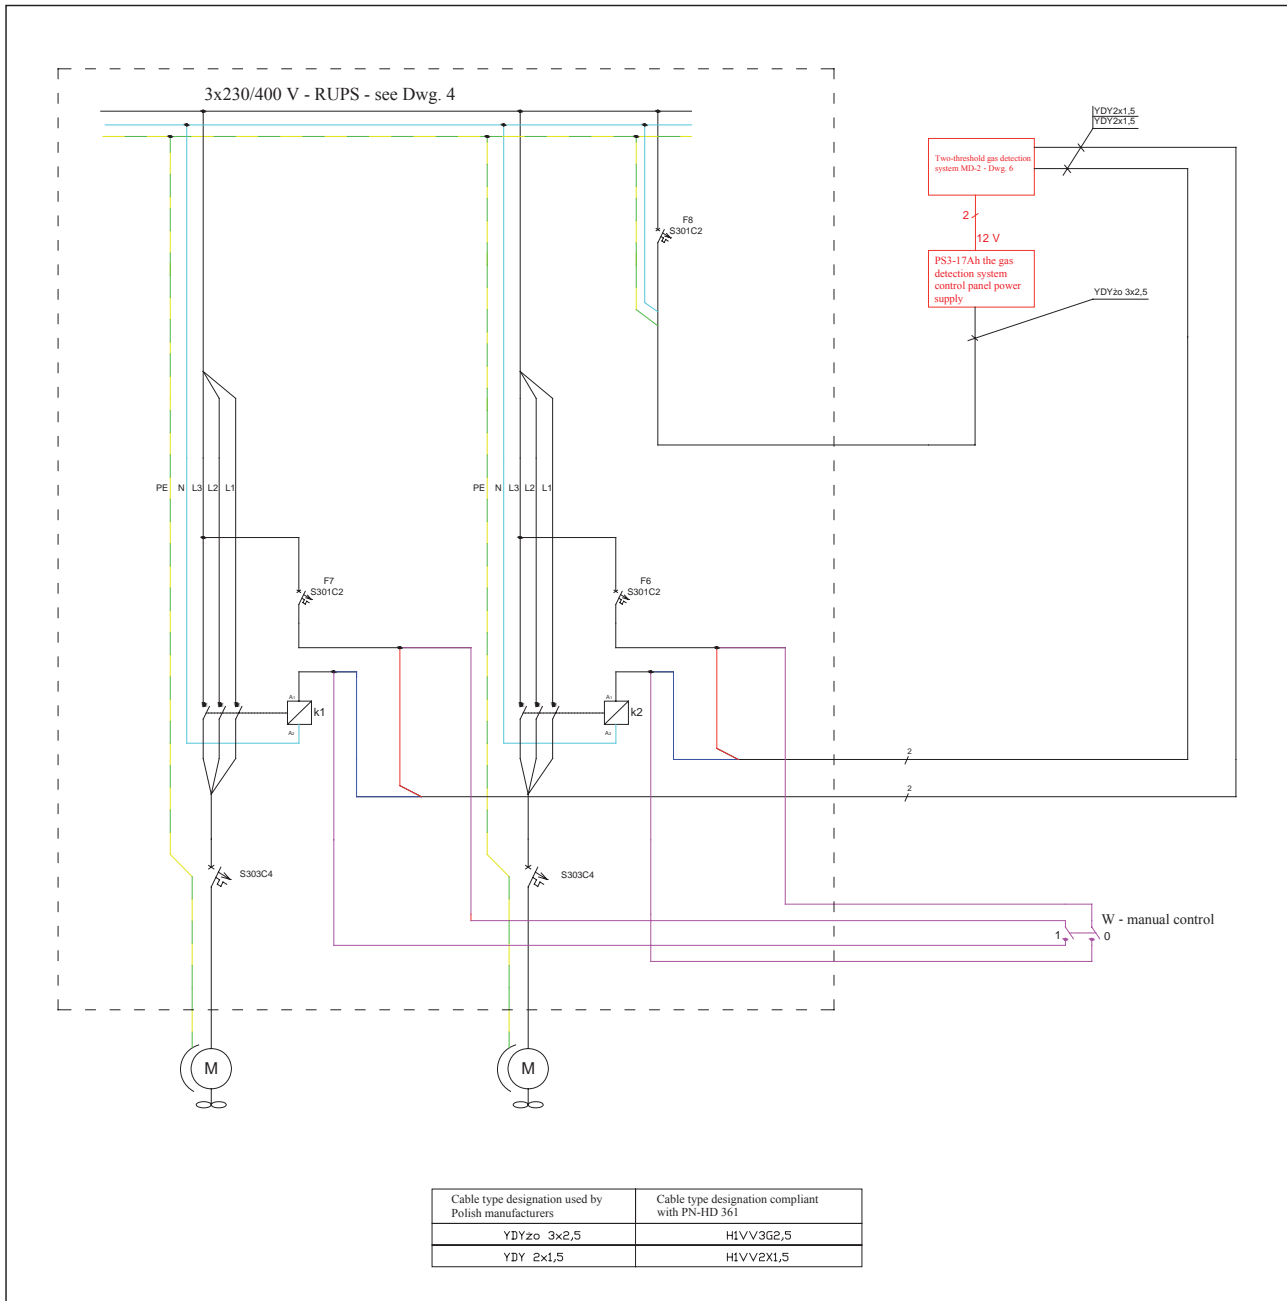 3x230/400 V - RUPS - see Dwg. 4
YDY2x1,5
YDY2x1,5
Two-threshold gas detection
system MD-2 - Dwg. 6
2
12 V
F8
S301C2
PS3-17Ah the gas
detection system
control panel power
supply
YDYżo 3x2,5
PE N L3 L2 L1
PE N L3 L2 L1
F7
S301C2
F6
S301C2
A1
k1
A2
A1
k2
A2
2
2
S303C4
S303C4
W - manual control
1 0
M
M
Cable type designation used by
Polish manufacturers
Cable type designation compliant
with PN-HD 361
YDYżo 3x2,5
H1VV3G2,5
YDY 2x1,5
H1VV2X1,5